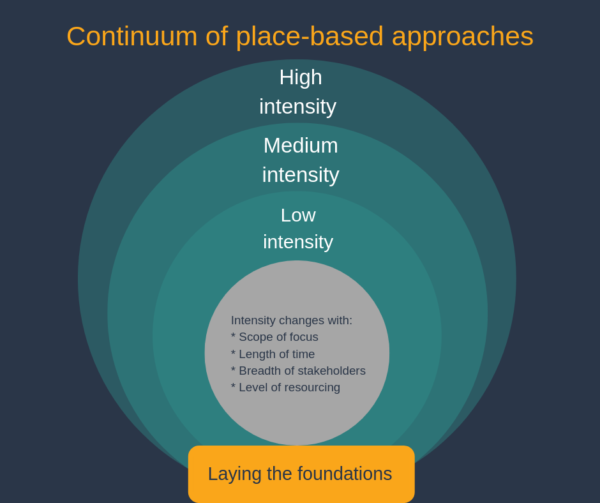 Continuum of place-based approaches
High
intensity
Medium
intensity
Low
intensity
Intensity changes with:
* Scope of focus
* Length of time
* Breadth of stakeholders
* Level of resourcing
Laying the foundations